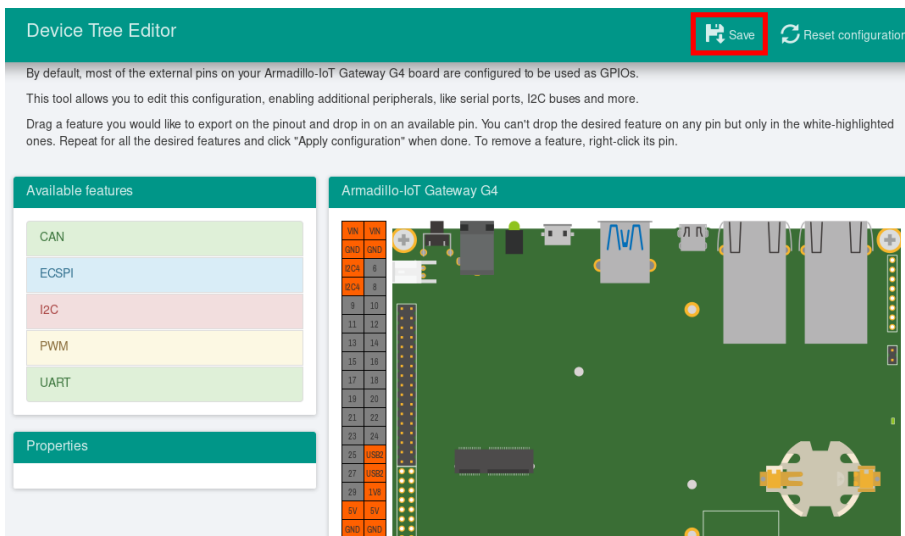 Device Tree Editor
Save
Reset configuration
By default, most of the external pins on your Armadillo-IoT Gateway G4 board are configured to be used as GPIOs.
This tool allows you to edit this configuration, enabling additional peripherals, like serial ports, I2C buses and more.
Drag a feature you would like to export on the pinout and drop in on an available pin. You can't drop the desired feature on any pin but only in the white-highlighted
ones. Repeat for all the desired features and click "Apply configuration" when done. To remove a feature, right-click its pin.
Available features
Armadillo-IoT Gateway G4
CAN
ECSPI
I2C
PWM
UART
Properties
VIN VIN
GND GND
I2C4 6
I2C4 8
9 10
11 12
13 14
15 16
17 18
19 20
21 22
23 24
25 USB2
27 USB2
29 1V8
5V 5V
GND GND